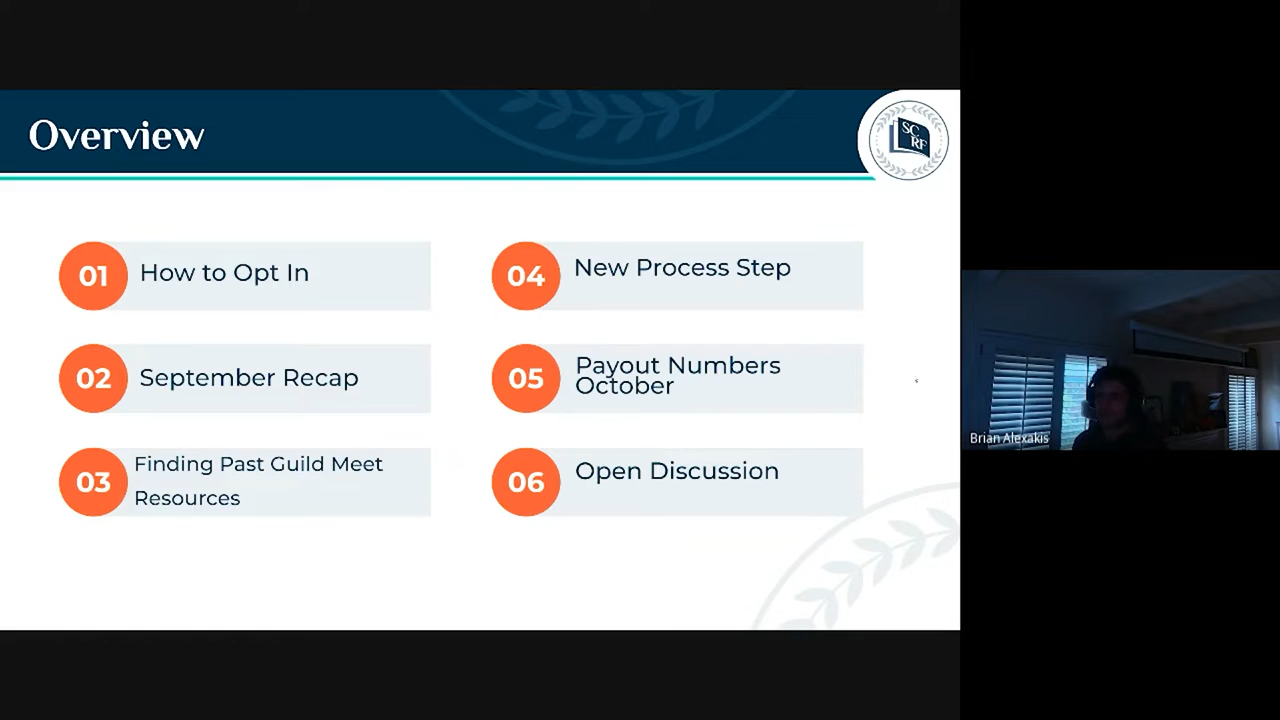 Overview
SC
RF
01
How to Opt In
02
September Recap
03
Finding Past Guild Meet
Resources
04
New Process Step
05
Payout Numbers
October
06
Open Discussion
Brian Alexakis